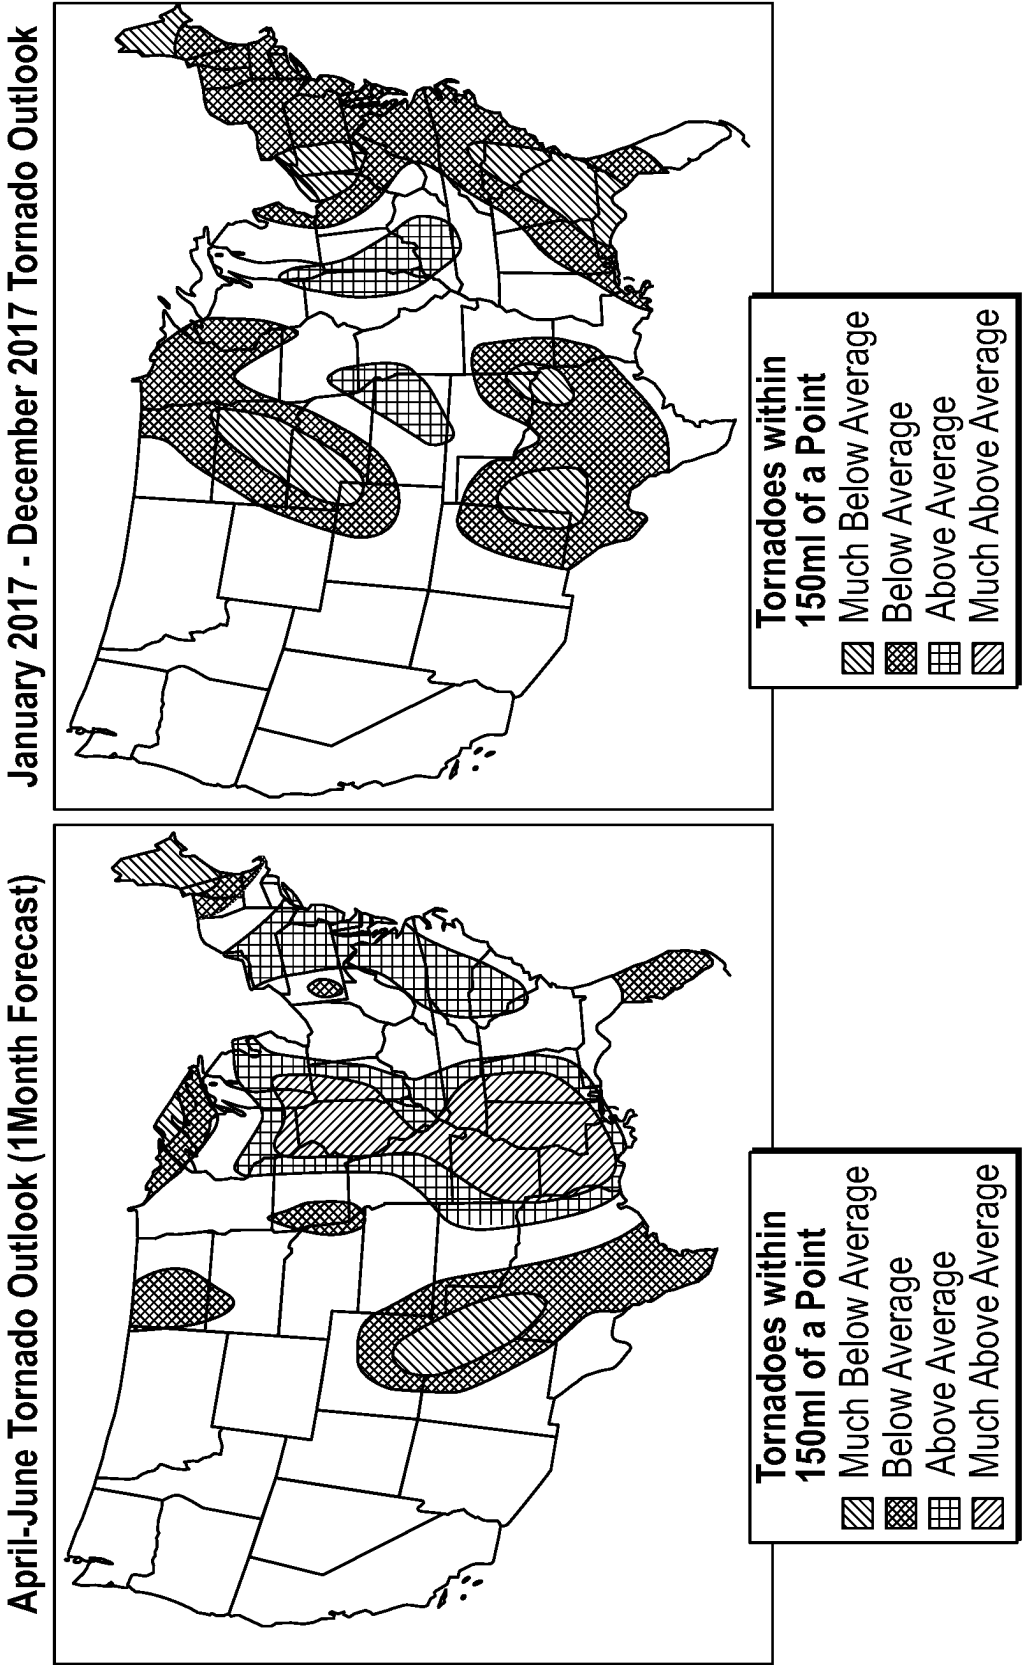 April-June Tornado Outlook (1Month Forecast)
Tornadoes within
150ml of a Point
Much Below Average
Below Average
Above Average
Much Above Average
January 2017 - December 2017 Tornado Outlook
Tornadoes within
150ml of a Point
Much Below Average
Below Average
Above Average
Much Above Average